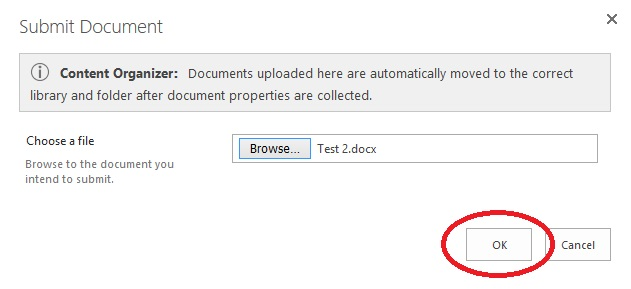 Submit Document
Content Organizer: Documents uploaded here are automatically moved to the correct
library and folder after document properties are collected.
Choose a file
Browse... Test 2.docx
Browse to the document you
intend to submit.
OK Cancel